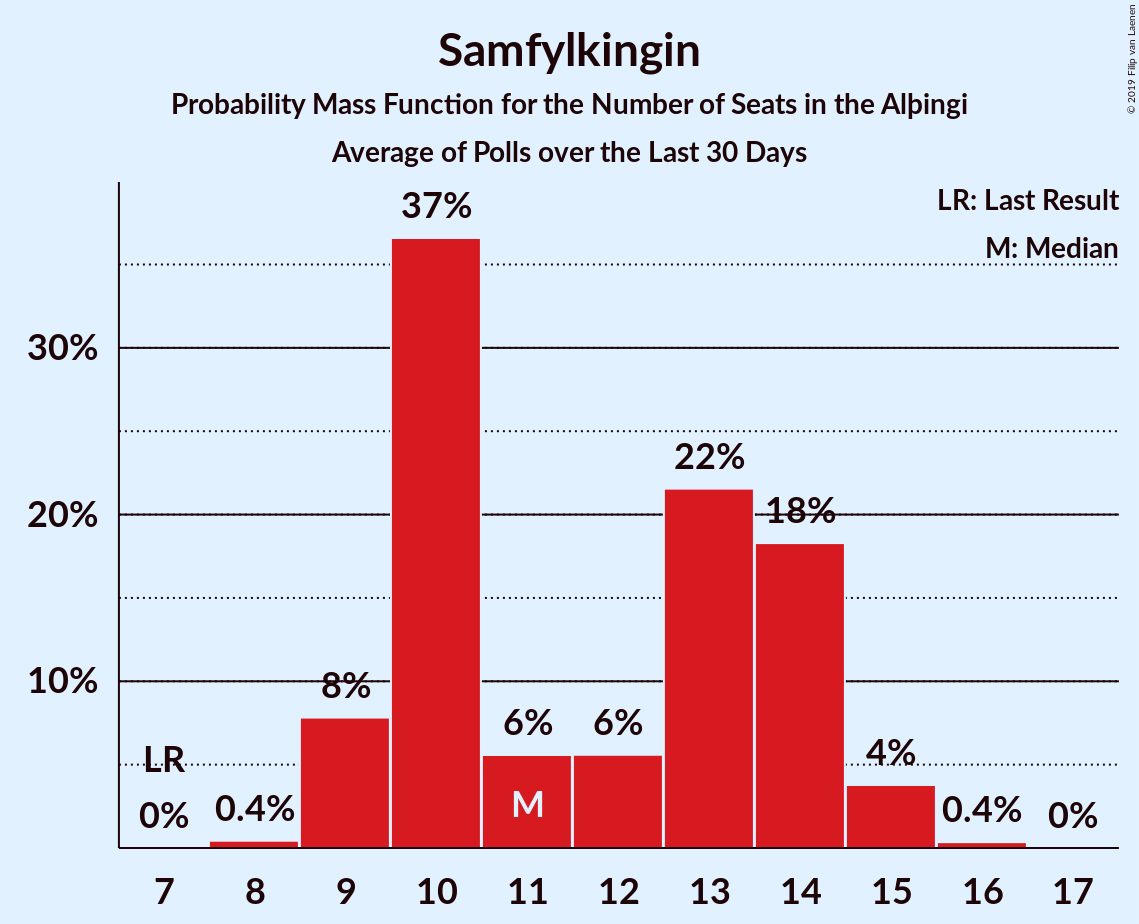 Samfylkingin
Probability Mass Function for the Number of Seats in the Alþingi
Average of Polls over the Last 30 Days
© 2019 Filip van Laenen
LR: Last Result
M: Median
30%
20%
10%
LR
0%
0.4%
8%
37%
6%
M
6%
22%
18%
4%
0.4%
0%
7 8 9 10 11 12 13 14 15 16 17